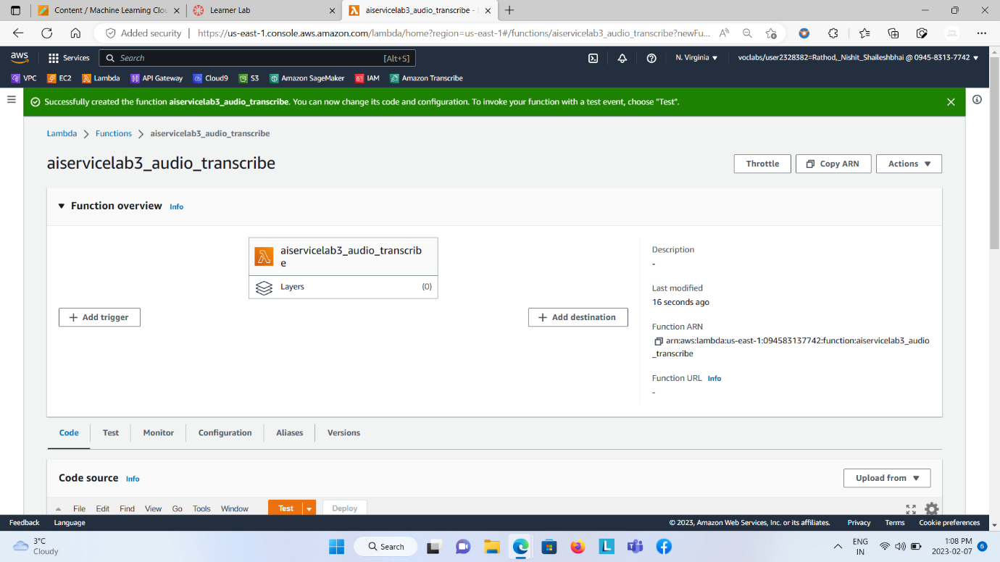 Content / Machine Learning Clou
Learner Lab
aiservicelab3_audio_transcribe -
Added security
https://us-east-1.console.aws.amazon.com/lambda/home?region=us-east-1#/functions/aiservicelab3_audio_transcribe?newFu...
aws
Services
Search [Alt+S]
N. Virginia
voclabs/user2328382=Rathod,_Nishit_Shaileshbhai @ 0945-8313-7742
VPC EC2 Lambda API Gateway Cloud9 S3 Amazon SageMaker IAM Amazon Transcribe
Successfully created the function aiservicelab3_audio_transcribe. You can now change its code and configuration. To invoke your function with a test event, choose "Test".
Lambda > Functions > aiservicelab3_audio_transcribe
aiservicelab3_audio_transcribe
Throttle Copy ARN Actions
Function overview Info
aiservicelab3_audio_transcrib
e
Layers (0)
+ Add trigger
+ Add destination
Description
-
Last modified
16 seconds ago
Function ARN
arn:aws:lambda:us-east-1:094583137742:function:aiservicelab3_audio
_transcribe
Function URL Info
-
Code Test Monitor Configuration Aliases Versions
Code source Info
Upload from
File Edit Find View Go Tools Window Test Deploy
Feedback Language © 2023, Amazon Web Services, Inc. or its affiliates. Privacy Terms Cookie preferences
3°C
Cloudy
Search
ENG
IN
1:08 PM
2023-02-07
6